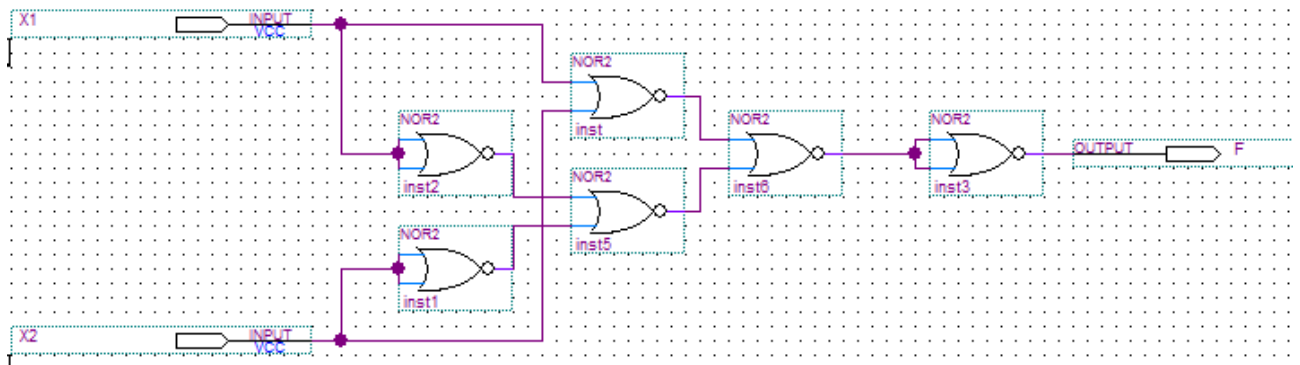 X1
INPUT
VCC
NOR2
inst
NOR2
inst2
NOR2
inst6
NOR2
inst3
OUTPUT
F
NOR2
inst5
NOR2
inst1
X2
INPUT
VCC